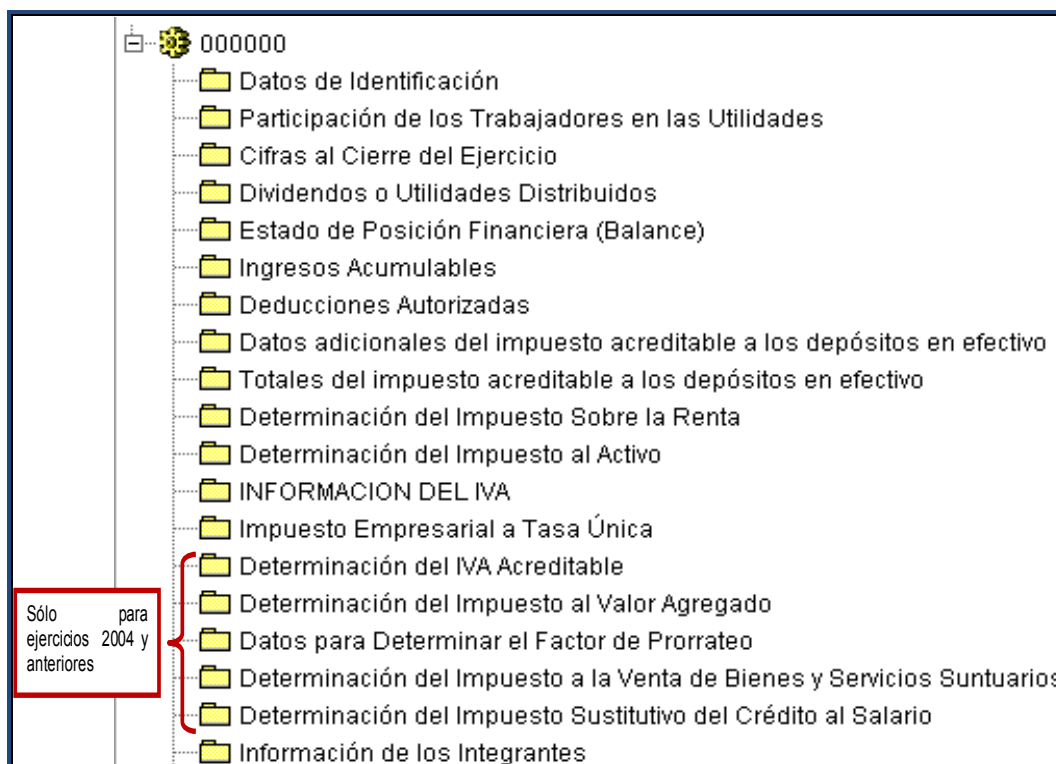 000000
Datos de Identificación
Participación de los Trabajadores en las Utilidades
Cifras al Cierre del Ejercicio
Dividendos o Utilidades Distribuidos
Estado de Posición Financiera (Balance)
Ingresos Acumulables
Deducciones Autorizadas
Datos adicionales del impuesto acreditable a los depósitos en efectivo
Totales del impuesto acreditable a los depósitos en efectivo
Determinación del Impuesto Sobre la Renta
Determinación del Impuesto al Activo
INFORMACION DEL IVA
Impuesto Empresarial a Tasa Única
Determinación del IVA Acreditable
Determinación del Impuesto al Valor Agregado
Datos para Determinar el Factor de Prorrateo
Determinación del Impuesto a la Venta de Bienes y Servicios Suntuarios
Determinación del Impuesto Sustitutivo del Crédito al Salario
Información de los Integrantes
Sólo para
ejercicios 2004 y
anteriores